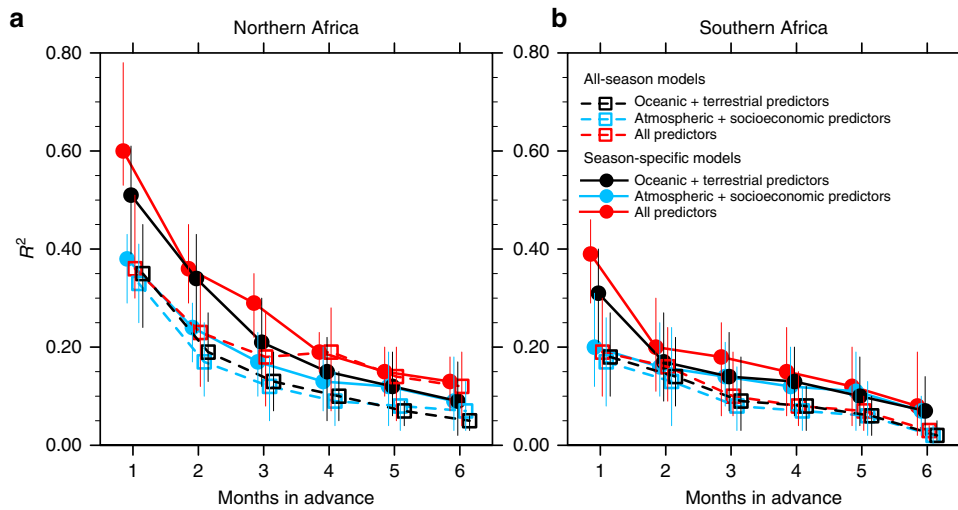 a
Northern Africa
0.80
0.60
0.40
0.20
0.00
R²
1 2 3 4 5 6
Months in advance
b
Southern Africa
0.80
0.60
0.40
0.20
0.00
All-season models
Oceanic + terrestrial predictors
Atmospheric + socioeconomic predictors
All predictors
Season-specific models
Oceanic + terrestrial predictors
Atmospheric + socioeconomic predictors
All predictors
1 2 3 4 5 6
Months in advance